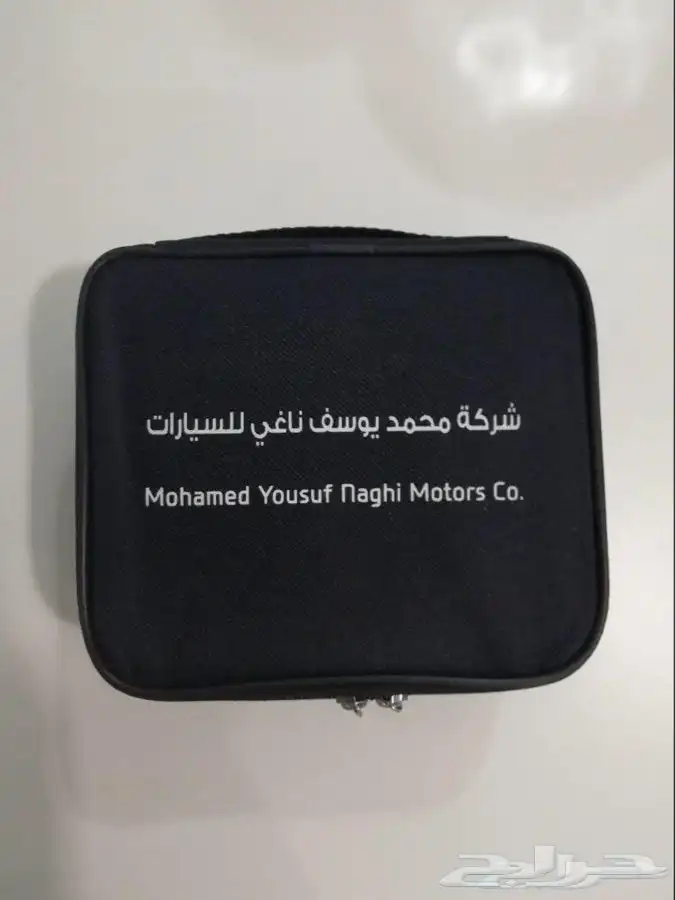 شركة محمد يوسف ناغي للسيارات
Mohamed Yousuf Naghi Motors Co.
حراج